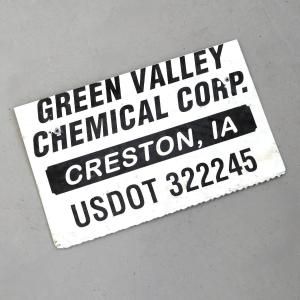 GREEN VALLEY
CHEMICAL CORP.
CRESTON, IA
USDOT 322245